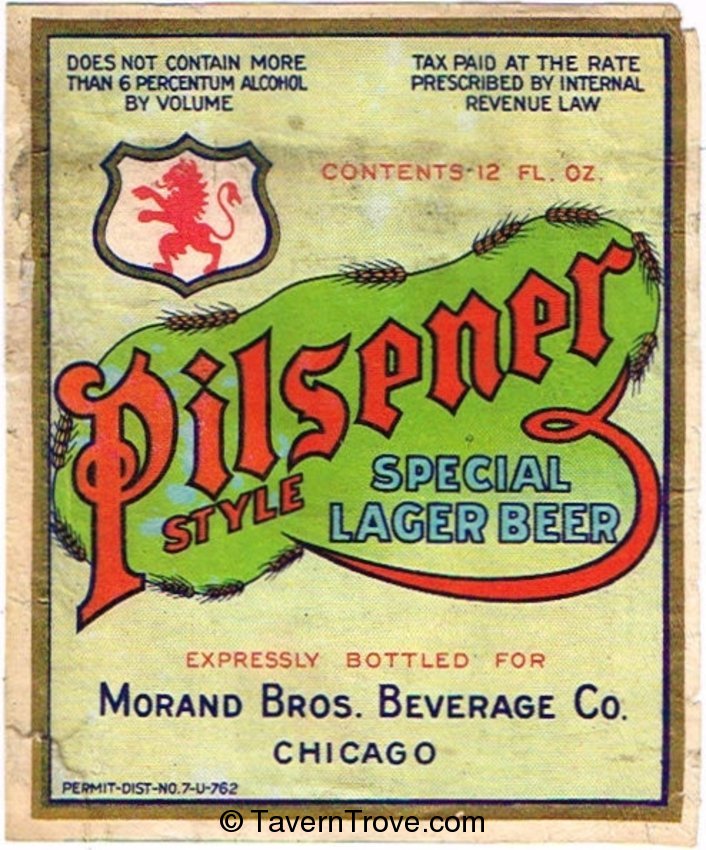 DOES NOT CONTAIN MORE
THAN 6 PERCENTUM ALCOHOL
BY VOLUME
TAX PAID AT THE RATE
PRESCRIBED BY INTERNAL
REVENUE LAW
CONTENTS 12 FL. OZ.
Pilsener
STYLE
SPECIAL
LAGER BEER
EXPRESSLY BOTTLED FOR
MORAND BROS. BEVERAGE CO.
CHICAGO
PERMIT-DIST-NO.7-U-762
© TavernTrove.com